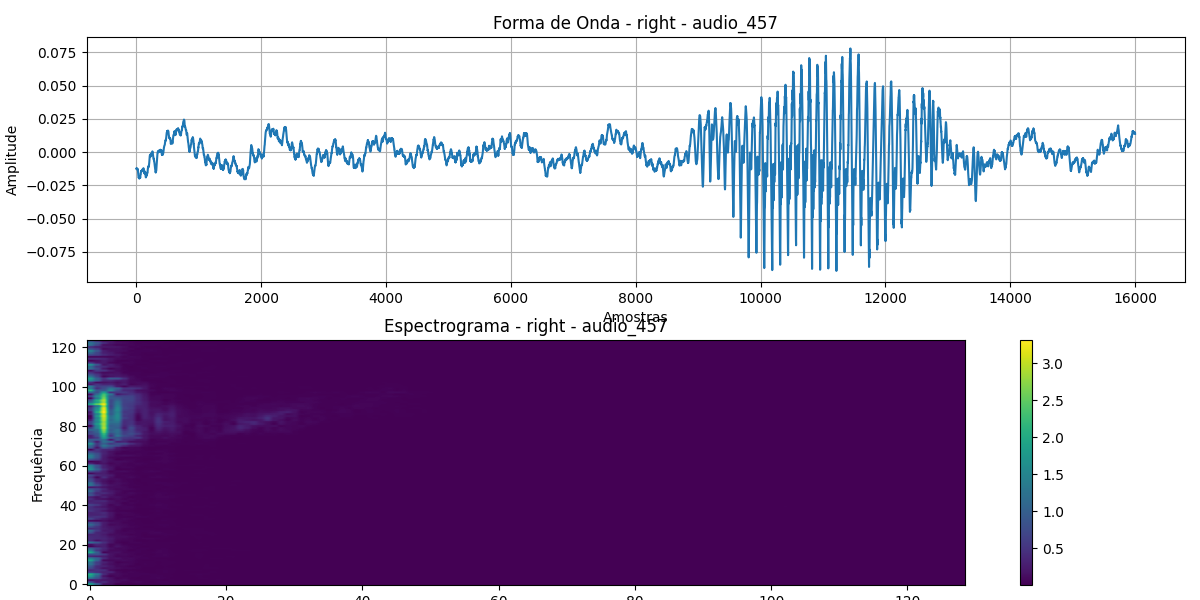 Forma de Onda - right - audio_457
Amplitude
0.075
0.050
0.025
0.000
−0.025
−0.050
−0.075
0 2000 4000 6000 8000 10000 12000 14000 16000
Amostras
Espectrograma - right - audio_457
Frequência
120
100
80
60
40
20
0
0 20 40 60 80 100 120
3.0
2.5
2.0
1.5
1.0
0.5